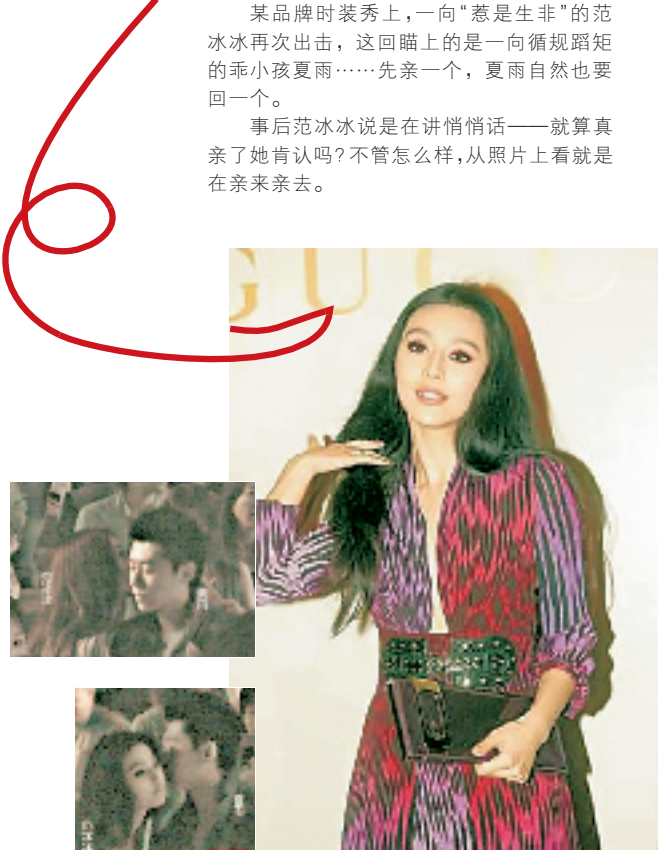 某品牌时装秀上，一向“惹是生非”的范
冰冰再次出击，这回瞄上的是一向循规蹈矩
的乖小孩夏雨……先亲一个，夏雨自然也要
回一个。
事后范冰冰说是在讲悄悄话——就算真
亲了她肯认吗？不管怎么样，从照片上看就是
在亲来亲去。
GUC